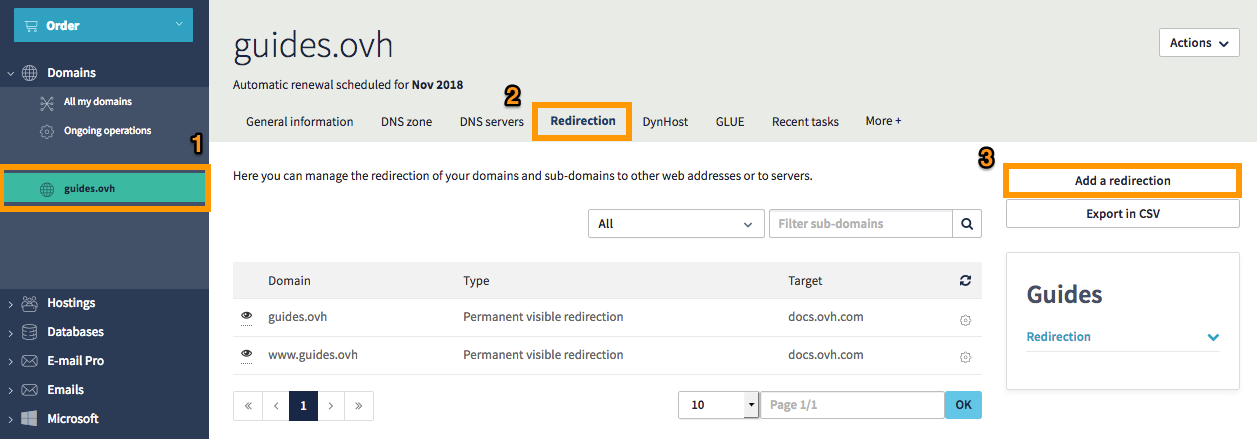 Order
Domains
All my domains
Ongoing operations
1
guides.ovh
Hostings
Databases
E-mail Pro
Emails
Microsoft
guides.ovh
Actions
Automatic renewal scheduled for Nov 2018
2
General information DNS zone DNS servers Redirection DynHost GLUE Recent tasks More +
3
Here you can manage the redirection of your domains and sub-domains to other web addresses or to servers.
Add a redirection
Export in CSV
All Filter sub-domains
Domain Type Target
guides.ovh Permanent visible redirection docs.ovh.com
www.guides.ovh Permanent visible redirection docs.ovh.com
« ‹ 1 › » 10 Page 1/1 OK
Guides
Redirection